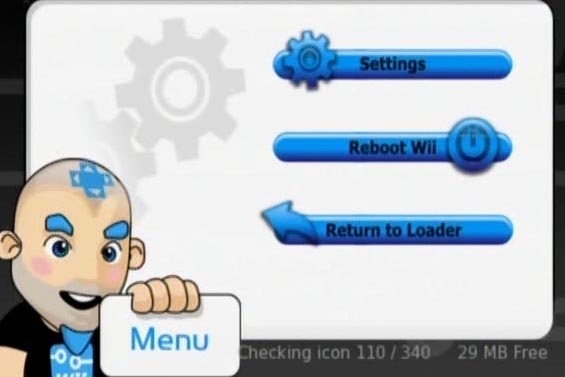 Settings
Reboot Wii
Return to Loader
Menu
Checking icon 110 / 340 29 MB Free